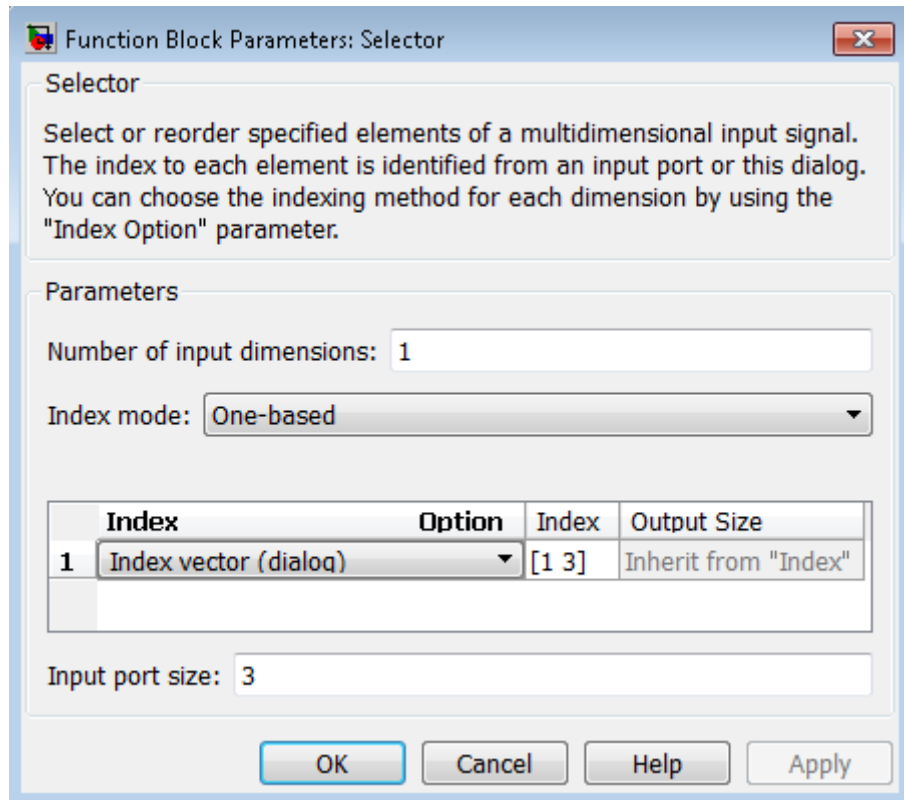 Function Block Parameters: Selector
Selector
Select or reorder specified elements of a multidimensional input signal.
The index to each element is identified from an input port or this dialog.
You can choose the indexing method for each dimension by using the
"Index Option" parameter.
Parameters
Number of input dimensions: 1
Index mode: One-based
Index Option Index Output Size
1 Index vector (dialog) [1 3] Inherit from "Index"
Input port size: 3
OK Cancel Help Apply